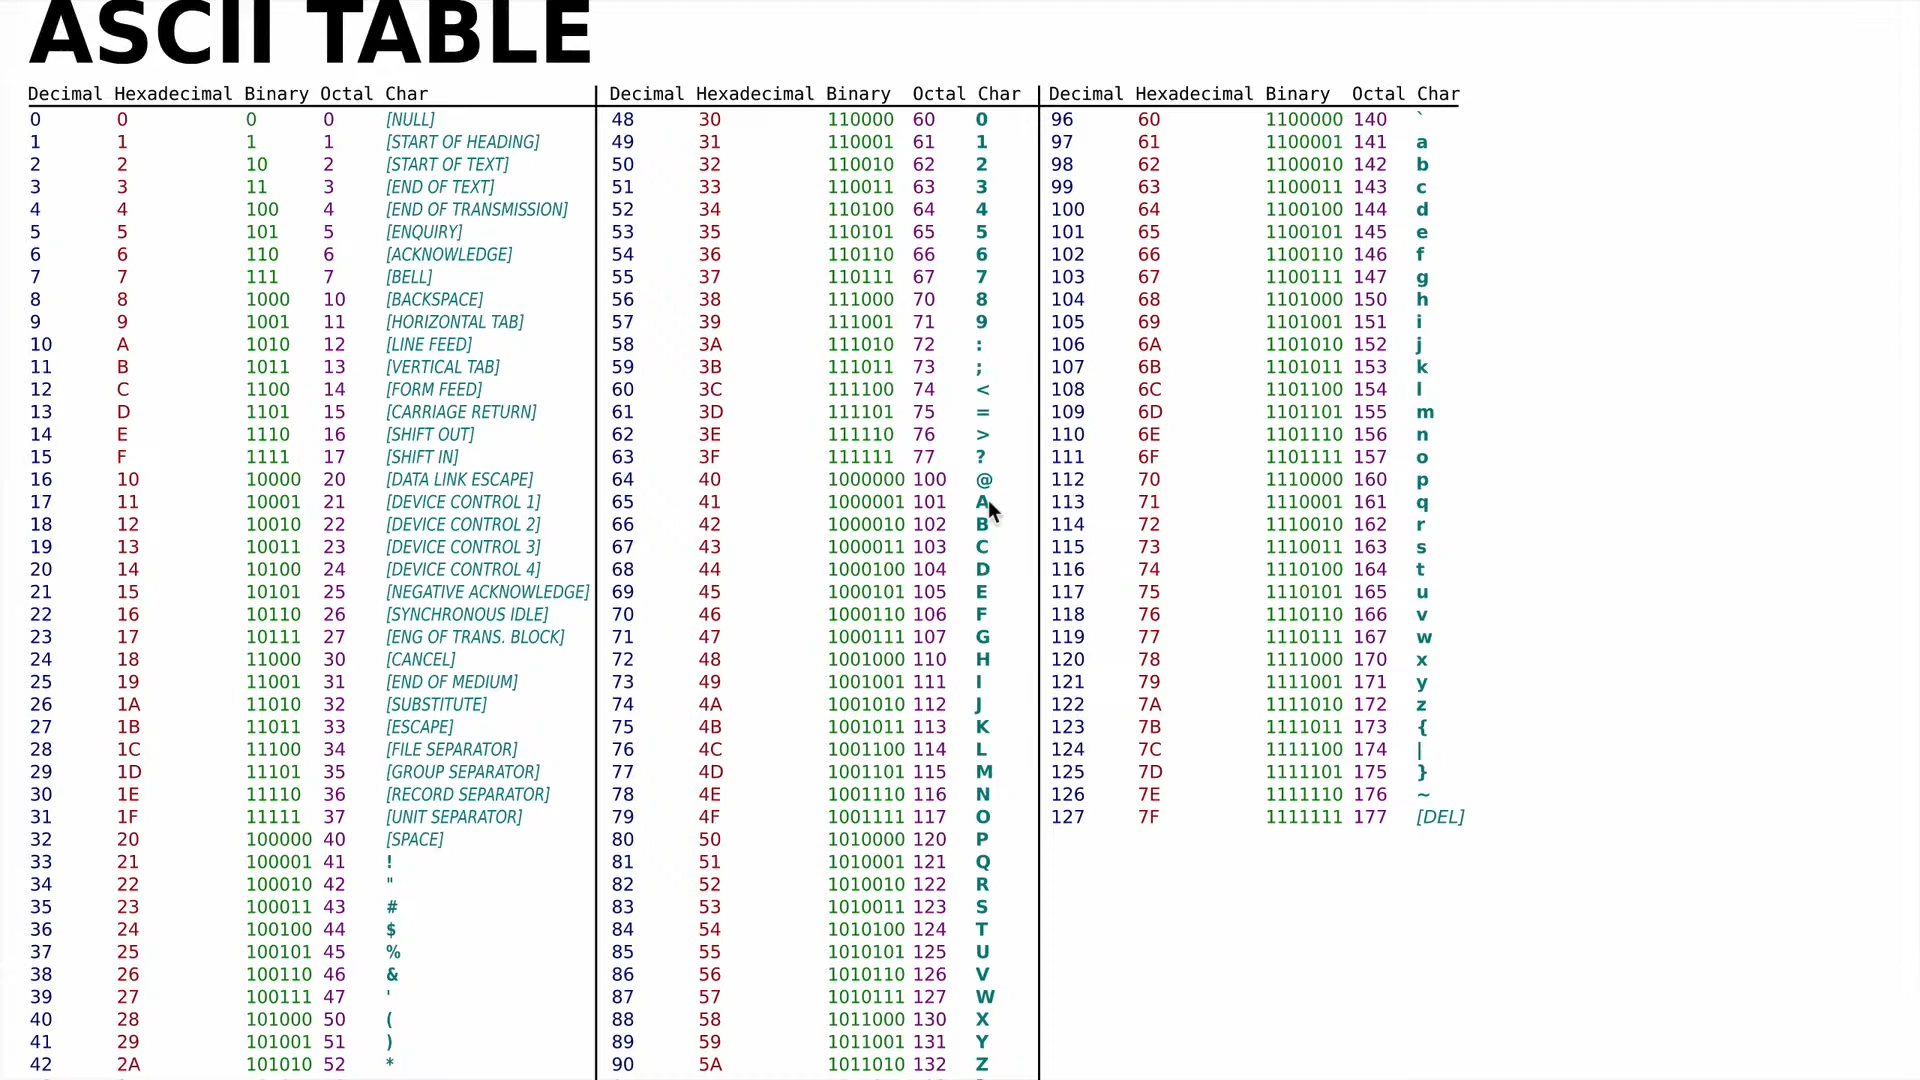 ASCII TABLE
Decimal Hexadecimal Binary Octal Char Decimal Hexadecimal Binary Octal Char Decimal Hexadecimal Binary Octal Char
0 0 0 0 [NULL] 48 30 110000 60 0 96 60 1100000 140 `
1 1 1 1 [START OF HEADING] 49 31 110001 61 1 97 61 1100001 141 a
2 2 10 2 [START OF TEXT] 50 32 110010 62 2 98 62 1100010 142 b
3 3 11 3 [END OF TEXT] 51 33 110011 63 3 99 63 1100011 143 c
4 4 100 4 [END OF TRANSMISSION] 52 34 110100 64 4 100 64 1100100 144 d
5 5 101 5 [ENQUIRY] 53 35 110101 65 5 101 65 1100101 145 e
6 6 110 6 [ACKNOWLEDGE] 54 36 110110 66 6 102 66 1100110 146 f
7 7 111 7 [BELL] 55 37 110111 67 7 103 67 1100111 147 g
8 8 1000 10 [BACKSPACE] 56 38 111000 70 8 104 68 1101000 150 h
9 9 1001 11 [HORIZONTAL TAB] 57 39 111001 71 9 105 69 1101001 151 i
10 A 1010 12 [LINE FEED] 58 3A 111010 72 : 106 6A 1101010 152 j
11 B 1011 13 [VERTICAL TAB] 59 3B 111011 73 ; 107 6B 1101011 153 k
12 C 1100 14 [FORM FEED] 60 3C 111100 74 < 108 6C 1101100 154 l
13 D 1101 15 [CARRIAGE RETURN] 61 3D 111101 75 = 109 6D 1101101 155 m
14 E 1110 16 [SHIFT OUT] 62 3E 111110 76 > 110 6E 1101110 156 n
15 F 1111 17 [SHIFT IN] 63 3F 111111 77 ? 111 6F 1101111 157 o
16 10 10000 20 [DATA LINK ESCAPE] 64 40 1000000 100 @ 112 70 1110000 160 p
17 11 10001 21 [DEVICE CONTROL 1] 65 41 1000001 101 A 113 71 1110001 161 q
18 12 10010 22 [DEVICE CONTROL 2] 66 42 1000010 102 B 114 72 1110010 162 r
19 13 10011 23 [DEVICE CONTROL 3] 67 43 1000011 103 C 115 73 1110011 163 s
20 14 10100 24 [DEVICE CONTROL 4] 68 44 1000100 104 D 116 74 1110100 164 t
21 15 10101 25 [NEGATIVE ACKNOWLEDGE] 69 45 1000101 105 E 117 75 1110101 165 u
22 16 10110 26 [SYNCHRONOUS IDLE] 70 46 1000110 106 F 118 76 1110110 166 v
23 17 10111 27 [ENG OF TRANS. BLOCK] 71 47 1000111 107 G 119 77 1110111 167 w
24 18 11000 30 [CANCEL] 72 48 1001000 110 H 120 78 1111000 170 x
25 19 11001 31 [END OF MEDIUM] 73 49 1001001 111 I 121 79 1111001 171 y
26 1A 11010 32 [SUBSTITUTE] 74 4A 1001010 112 J 122 7A 1111010 172 z
27 1B 11011 33 [ESCAPE] 75 4B 1001011 113 K 123 7B 1111011 173 {
28 1C 11100 34 [FILE SEPARATOR] 76 4C 1001100 114 L 124 7C 1111100 174 |
29 1D 11101 35 [GROUP SEPARATOR] 77 4D 1001101 115 M 125 7D 1111101 175 }
30 1E 11110 36 [RECORD SEPARATOR] 78 4E 1001110 116 N 126 7E 1111110 176 ~
31 1F 11111 37 [UNIT SEPARATOR] 79 4F 1001111 117 O 127 7F 1111111 177 [DEL]
32 20 100000 40 [SPACE] 80 50 1010000 120 P
33 21 100001 41 ! 81 51 1010001 121 Q
34 22 100010 42 " 82 52 1010010 122 R
35 23 100011 43 # 83 53 1010011 123 S
36 24 100100 44 $ 84 54 1010100 124 T
37 25 100101 45 % 85 55 1010101 125 U
38 26 100110 46 & 86 56 1010110 126 V
39 27 100111 47 ' 87 57 1010111 127 W
40 28 101000 50 ( 88 58 1011000 130 X
41 29 101001 51 ) 89 59 1011001 131 Y
42 2A 101010 52 * 90 5A 1011010 132 Z